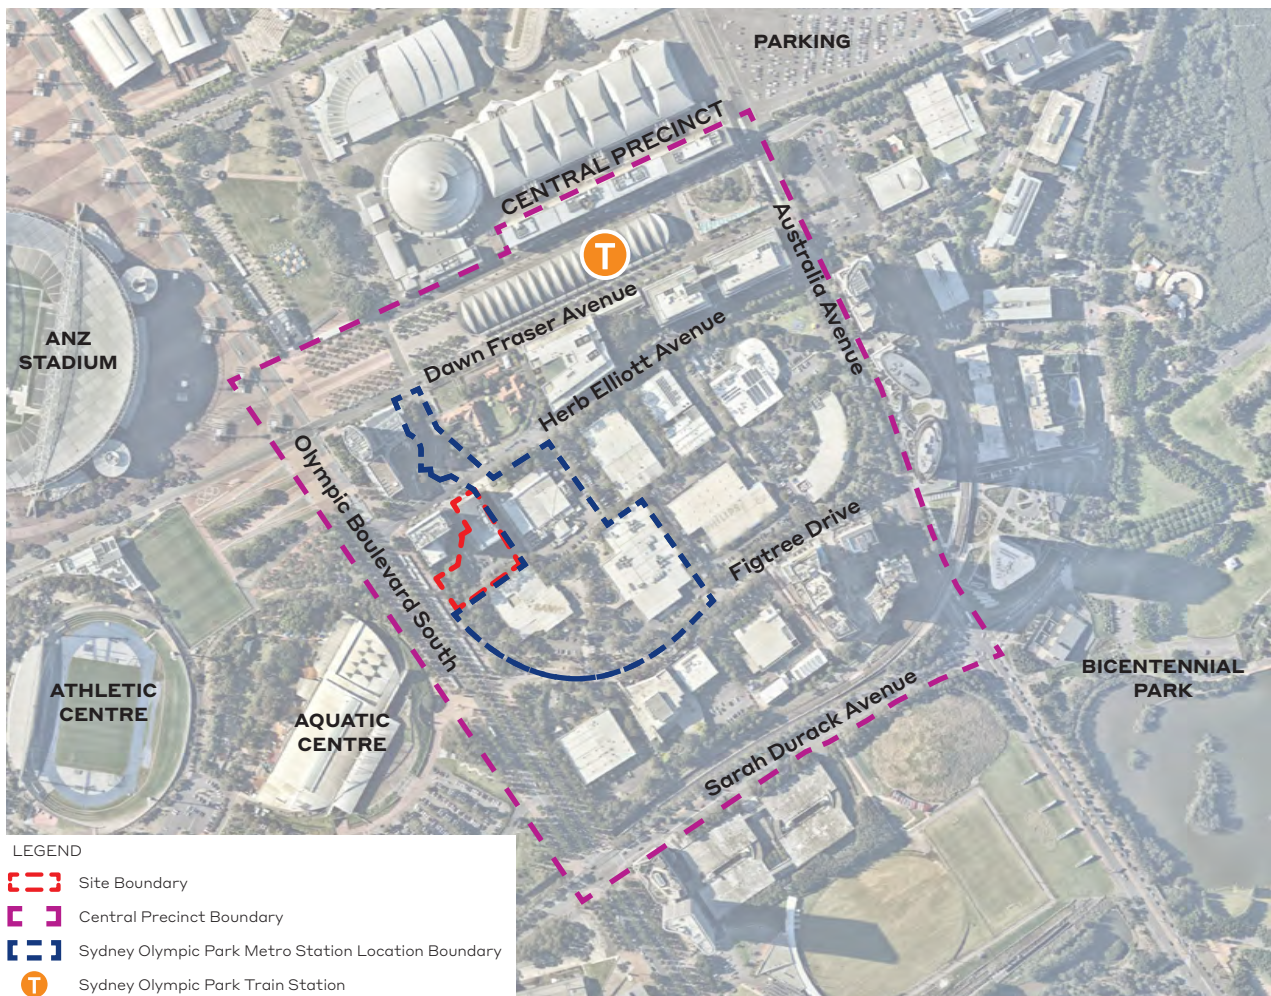 PARKING
CENTRAL PRECINCT
Australia Avenue
T
Dawn Fraser Avenue
Herb Elliott Avenue
ANZ
STADIUM
Olympic Boulevard South
Figtree Drive
BICENTENNIAL
PARK
ATHLETIC
CENTRE
AQUATIC
CENTRE
Sarah Durack Avenue
LEGEND
Site Boundary
Central Precinct Boundary
Sydney Olympic Park Metro Station Location Boundary
T Sydney Olympic Park Train Station